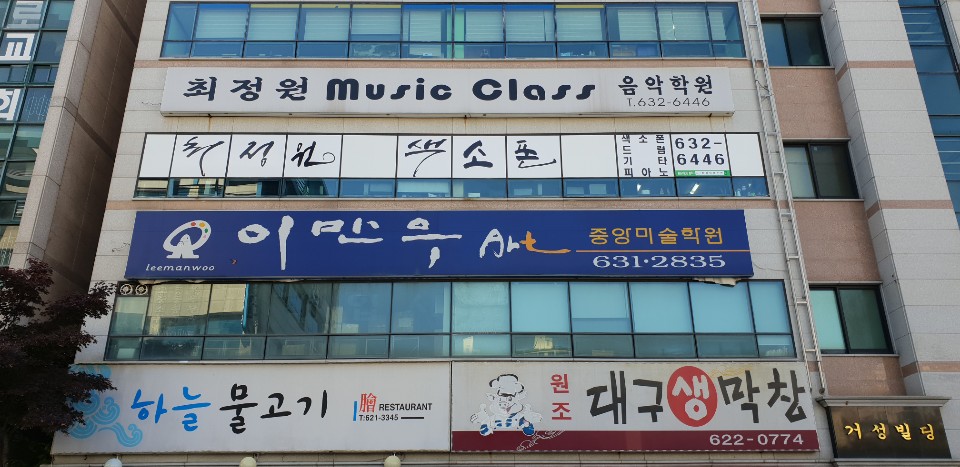 최정원 Music Class 음악학원
T.632-6446
최정원 색소폰
색소폰
드럼
기타
피아노
632-
6446
leemanwoo
이만우 Art 중앙미술학원
631·2835
하늘 물고기
膾 RESTAURANT
T:621-3345
원조
대구생막창
622-0774
거성빌딩